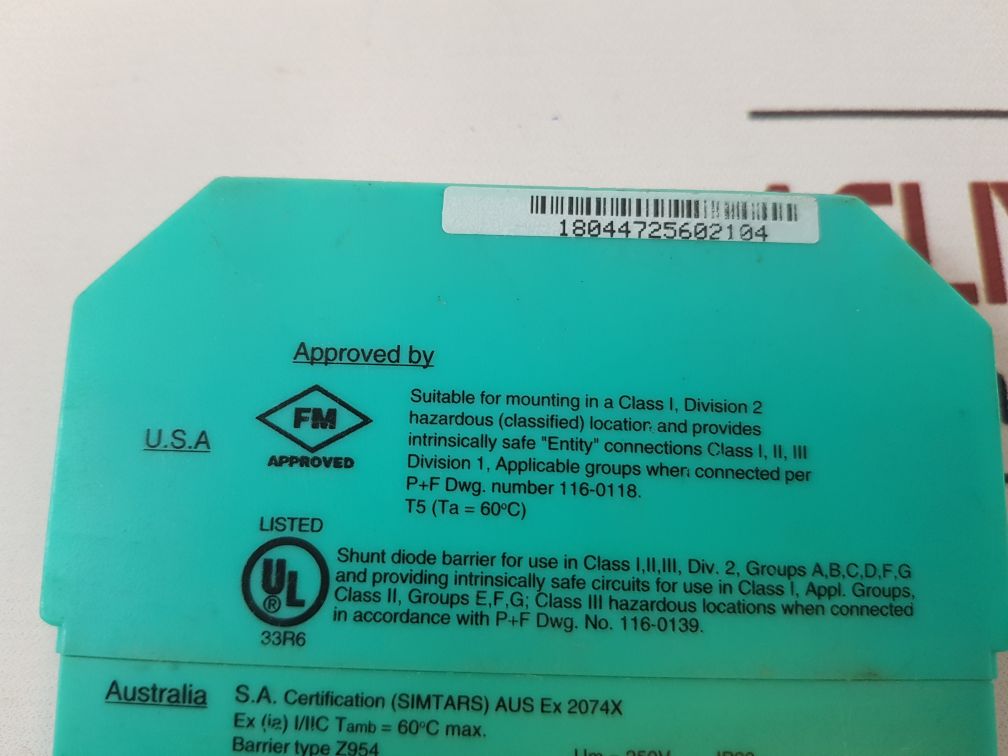 18044725602104
Approved by
U.S.A
FM
APPROVED
Suitable for mounting in a Class I, Division 2
hazardous (classified) location and provides
intrinsically safe "Entity" connections Class I, II, III
Division 1, Applicable groups when connected per
P+F Dwg. number 116-0118.
T5 (Ta = 60°C)
LISTED
UL
®
33R6
Shunt diode barrier for use in Class I,II,III, Div. 2, Groups A,B,C,D,F,G
and providing intrinsically safe circuits for use in Class I, Appl. Groups,
Class II, Groups E,F,G; Class III hazardous locations when connected
in accordance with P+F Dwg. No. 116-0139.
Australia
S.A. Certification (SIMTARS) AUS Ex 2074X
Ex (ia) I/IIC Tamb = 60°C max.
Barrier type Z954
Um = 250V